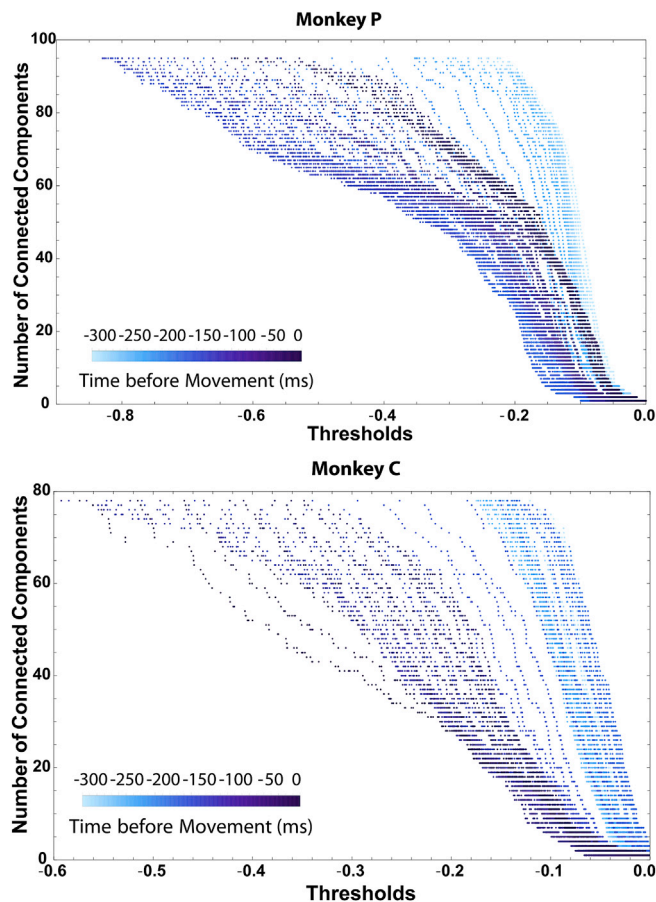 Monkey P
100
80
60
40
20
0
Number of Connected Components
-300 -250 -200 -150 -100 -50 0
Time before Movement (ms)
-0.8 -0.6 -0.4 -0.2 0.0
Thresholds
Monkey C
80
60
40
20
0
Number of Connected Components
-300 -250 -200 -150 -100 -50 0
Time before Movement (ms)
-0.6 -0.5 -0.4 -0.3 -0.2 -0.1 0.0
Thresholds